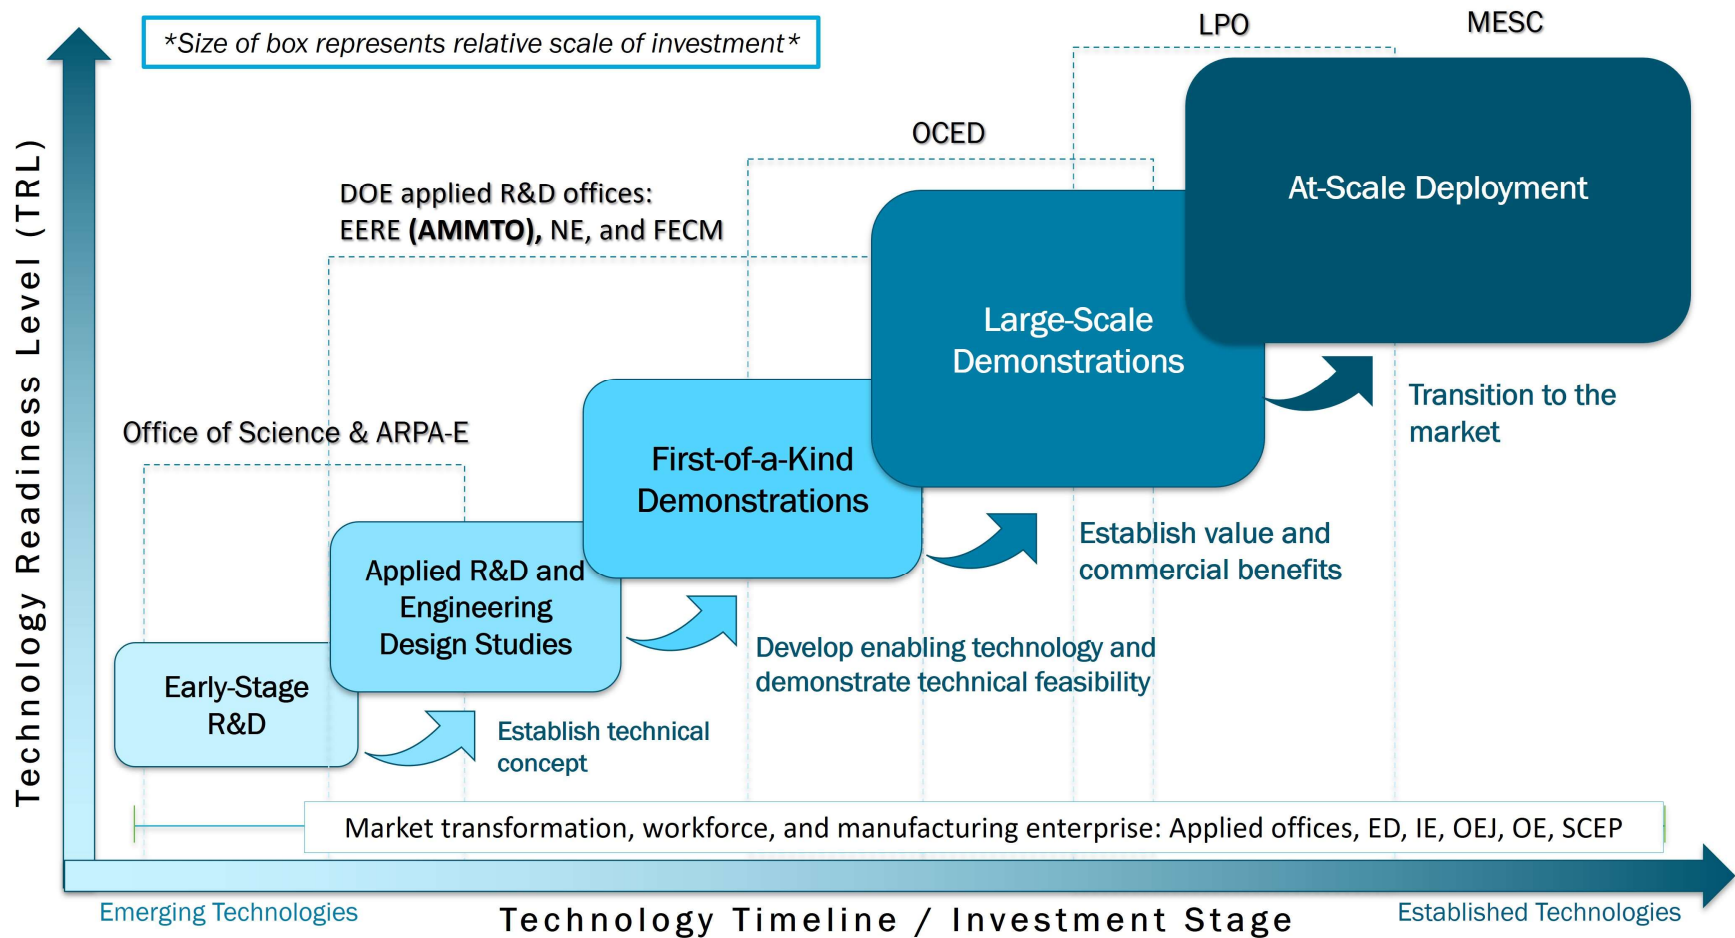 *Size of box represents relative scale of investment*
LPO
MESC
OCED
At-Scale Deployment
DOE applied R&D offices:
EERE (AMMTO), NE, and FECM
Large-Scale
Demonstrations
Transition to the
market
Office of Science & ARPA-E
First-of-a-Kind
Demonstrations
Establish value and
commercial benefits
Applied R&D and
Engineering
Design Studies
Develop enabling technology and
demonstrate technical feasibility
Early-Stage
R&D
Establish technical
concept
Market transformation, workforce, and manufacturing enterprise: Applied offices, ED, IE, OEJ, OE, SCEP
Technology Readiness Level (TRL)
Emerging Technologies
Technology Timeline / Investment Stage
Established Technologies